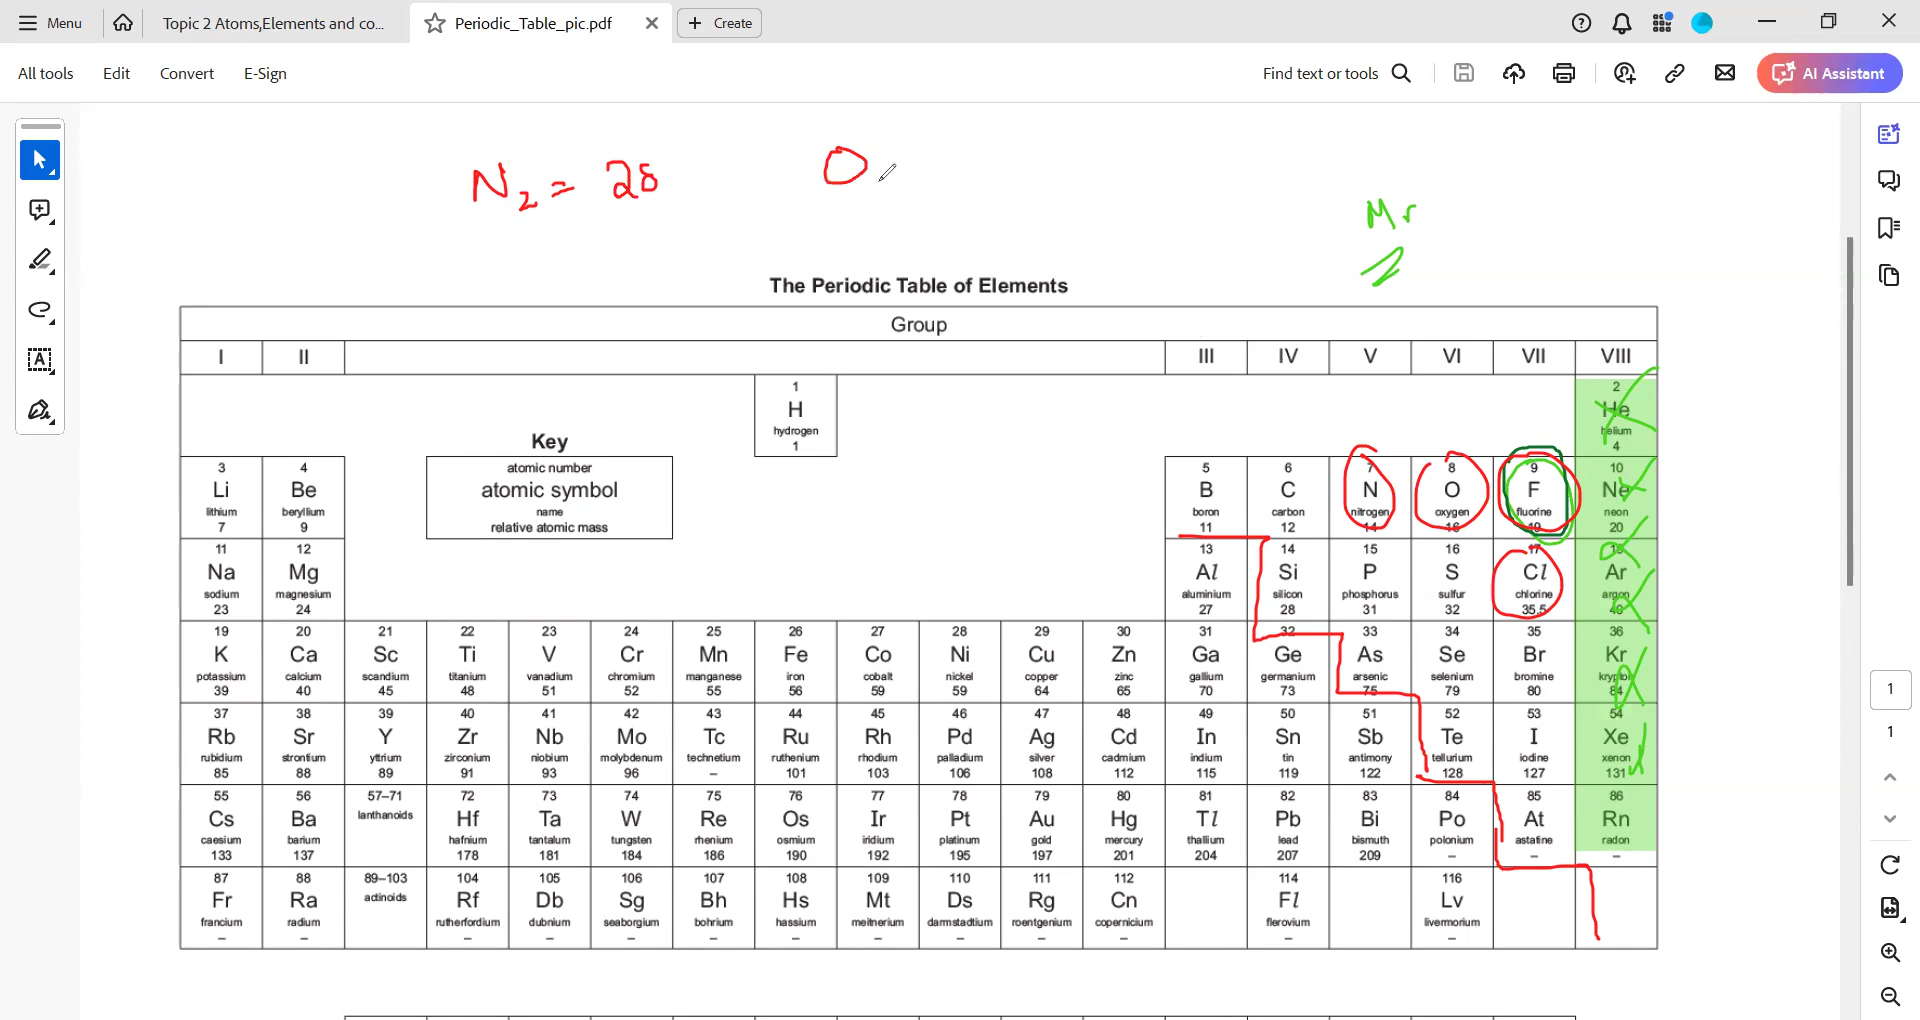 Menu Topic 2 Atoms,Elements and co... Periodic_Table_pic.pdf Create
All tools Edit Convert E-Sign Find text or tools AI Assistant
N2 = 28 O
Mr
The Periodic Table of Elements
Group
I II III IV V VI VII VIII
1 2
H He
hydrogen helium
1 4
Key
3 4 atomic number 5 6 7 8 9 10
Li Be atomic symbol B C N O F Ne
lithium beryllium name boron carbon nitrogen oxygen fluorine neon
7 9 relative atomic mass 11 12 14 16 19 20
11 12 13 14 15 16 17 18
Na Mg Al Si P S Cl Ar
sodium magnesium aluminium silicon phosphorus sulfur chlorine argon
23 24 27 28 31 32 35.5 40
19 20 21 22 23 24 25 26 27 28 29 30 31 32 33 34 35 36
K Ca Sc Ti V Cr Mn Fe Co Ni Cu Zn Ga Ge As Se Br Kr
potassium calcium scandium titanium vanadium chromium manganese iron cobalt nickel copper zinc gallium germanium arsenic selenium bromine krypton
39 40 45 48 51 52 55 56 59 59 64 65 70 73 75 79 80 84
37 38 39 40 41 42 43 44 45 46 47 48 49 50 51 52 53 54
Rb Sr Y Zr Nb Mo Tc Ru Rh Pd Ag Cd In Sn Sb Te I Xe
rubidium strontium yttrium zirconium niobium molybdenum technetium ruthenium rhodium palladium silver cadmium indium tin antimony tellurium iodine xenon
85 88 89 91 93 96 – 101 103 106 108 112 115 119 122 128 127 131
55 56 57–71 72 73 74 75 76 77 78 79 80 81 82 83 84 85 86
Cs Ba lanthanoids Hf Ta W Re Os Ir Pt Au Hg Tl Pb Bi Po At Rn
caesium barium hafnium tantalum tungsten rhenium osmium iridium platinum gold mercury thallium lead bismuth polonium astatine radon
133 137 178 181 184 186 190 192 195 197 201 204 207 209 – – –
87 88 89–103 104 105 106 107 108 109 110 111 112 114 116
Fr Ra actinoids Rf Db Sg Bh Hs Mt Ds Rg Cn Fl Lv
francium radium rutherfordium dubnium seaborgium bohrium hassium meitnerium darmstadtium roentgenium copernicium flerovium livermorium
– – – – – – – – – – – – –
1
1